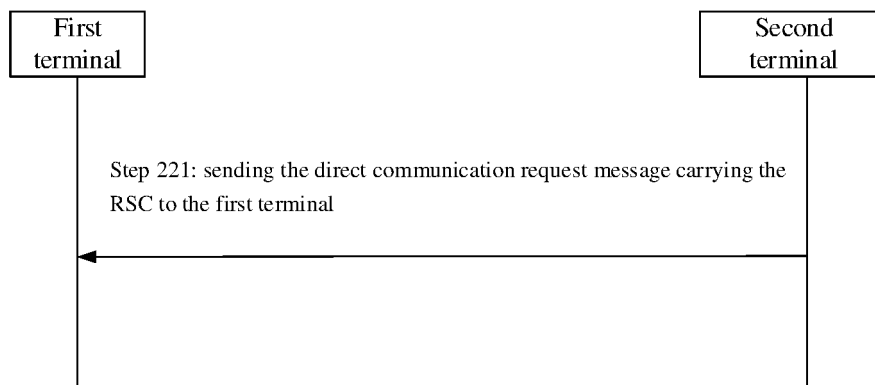 First
terminal
Second
terminal
Step 221: sending the direct communication request message carrying the
RSC to the first terminal